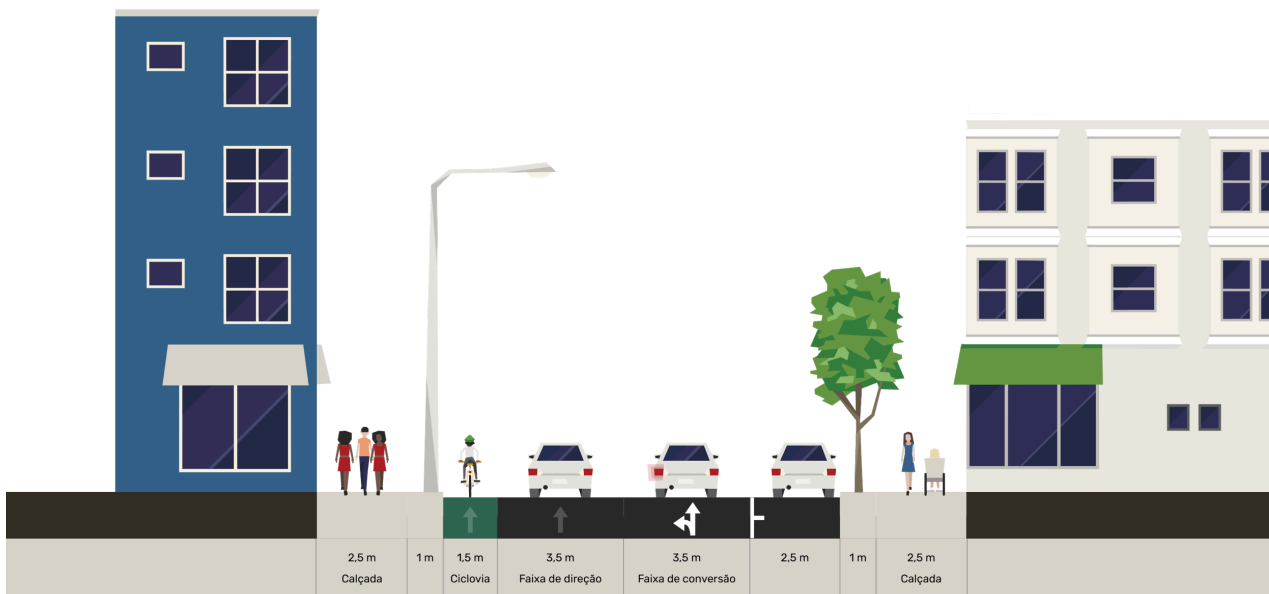 2,5 m
Calçada
1 m
1,5 m
Ciclovia
3,5 m
Faixa de direção
3,5 m
Faixa de conversão
2,5 m
1 m
2,5 m
Calçada